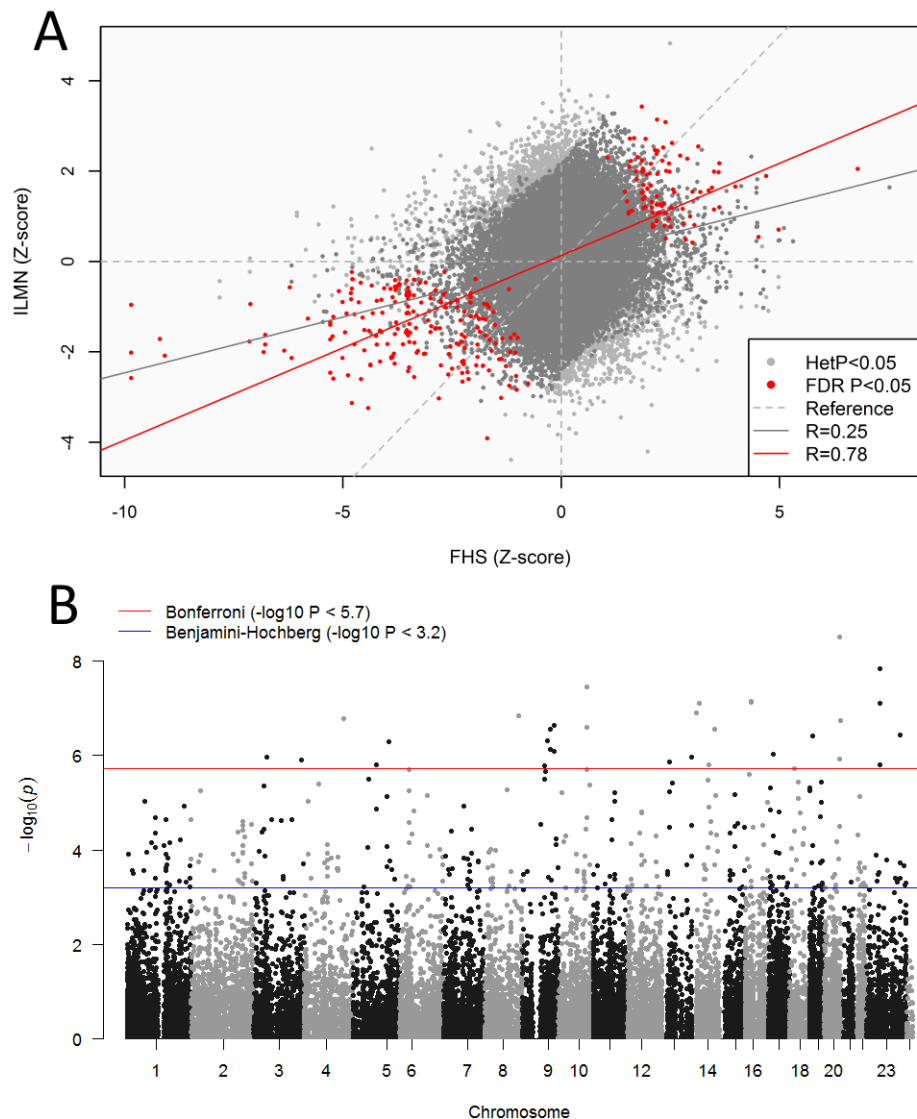 A
ILMN (Z-score)
4
2
0
-2
-4
HetP<0.05
FDR P<0.05
Reference
R=0.25
R=0.78
-10 -5 0 5
FHS (Z-score)
B
Bonferroni (-log10 P < 5.7)
Benjamini-Hochberg (-log10 P < 3.2)
−log10(p)
8
6
4
2
0
1 2 3 4 5 6 7 8 9 10 12 14 16 18 20 23
Chromosome